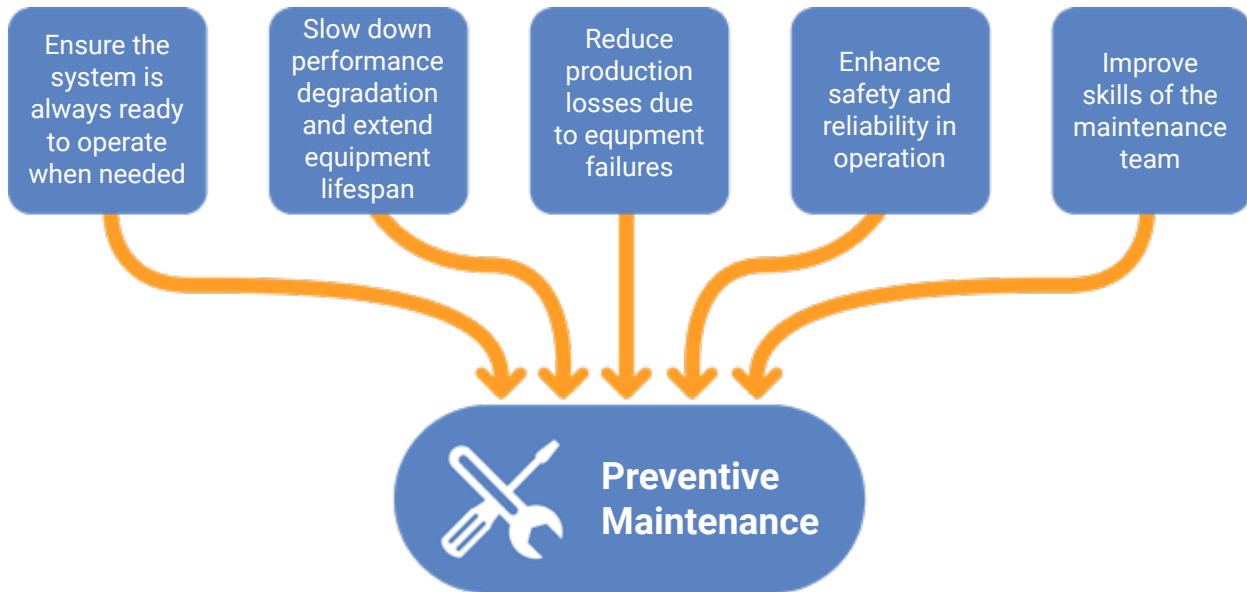 Ensure the
system is
always ready
to operate
when needed
Slow down
performance
degradation
and extend
equipment
lifespan
Reduce
production
losses due
to equpment
failures
Enhance
safety and
reliability in
operation
Improve
skills of the
maintenance
team
Preventive
Maintenance